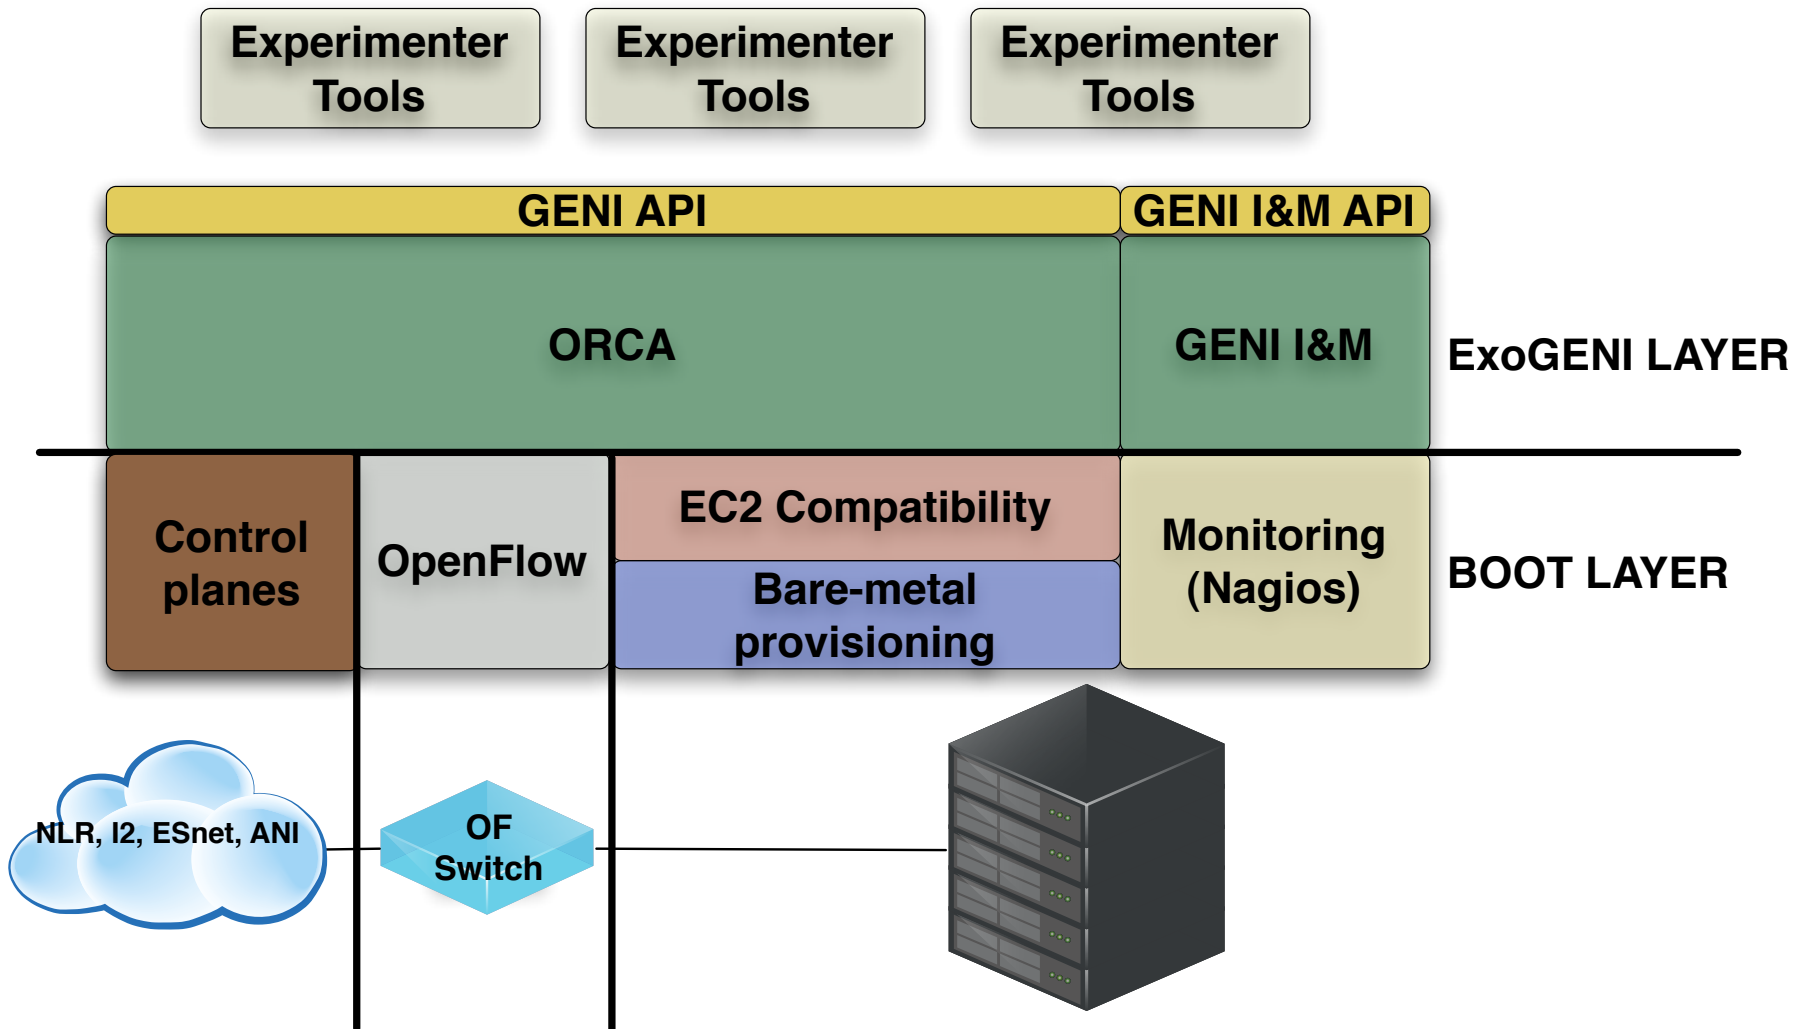 Experimenter
Tools
Experimenter
Tools
Experimenter
Tools
GENI API
GENI I&M API
ORCA
GENI I&M
ExoGENI LAYER
Control
planes
OpenFlow
EC2 Compatibility
Bare-metal
provisioning
Monitoring
(Nagios)
BOOT LAYER
NLR, I2, ESnet, ANI
OF
Switch